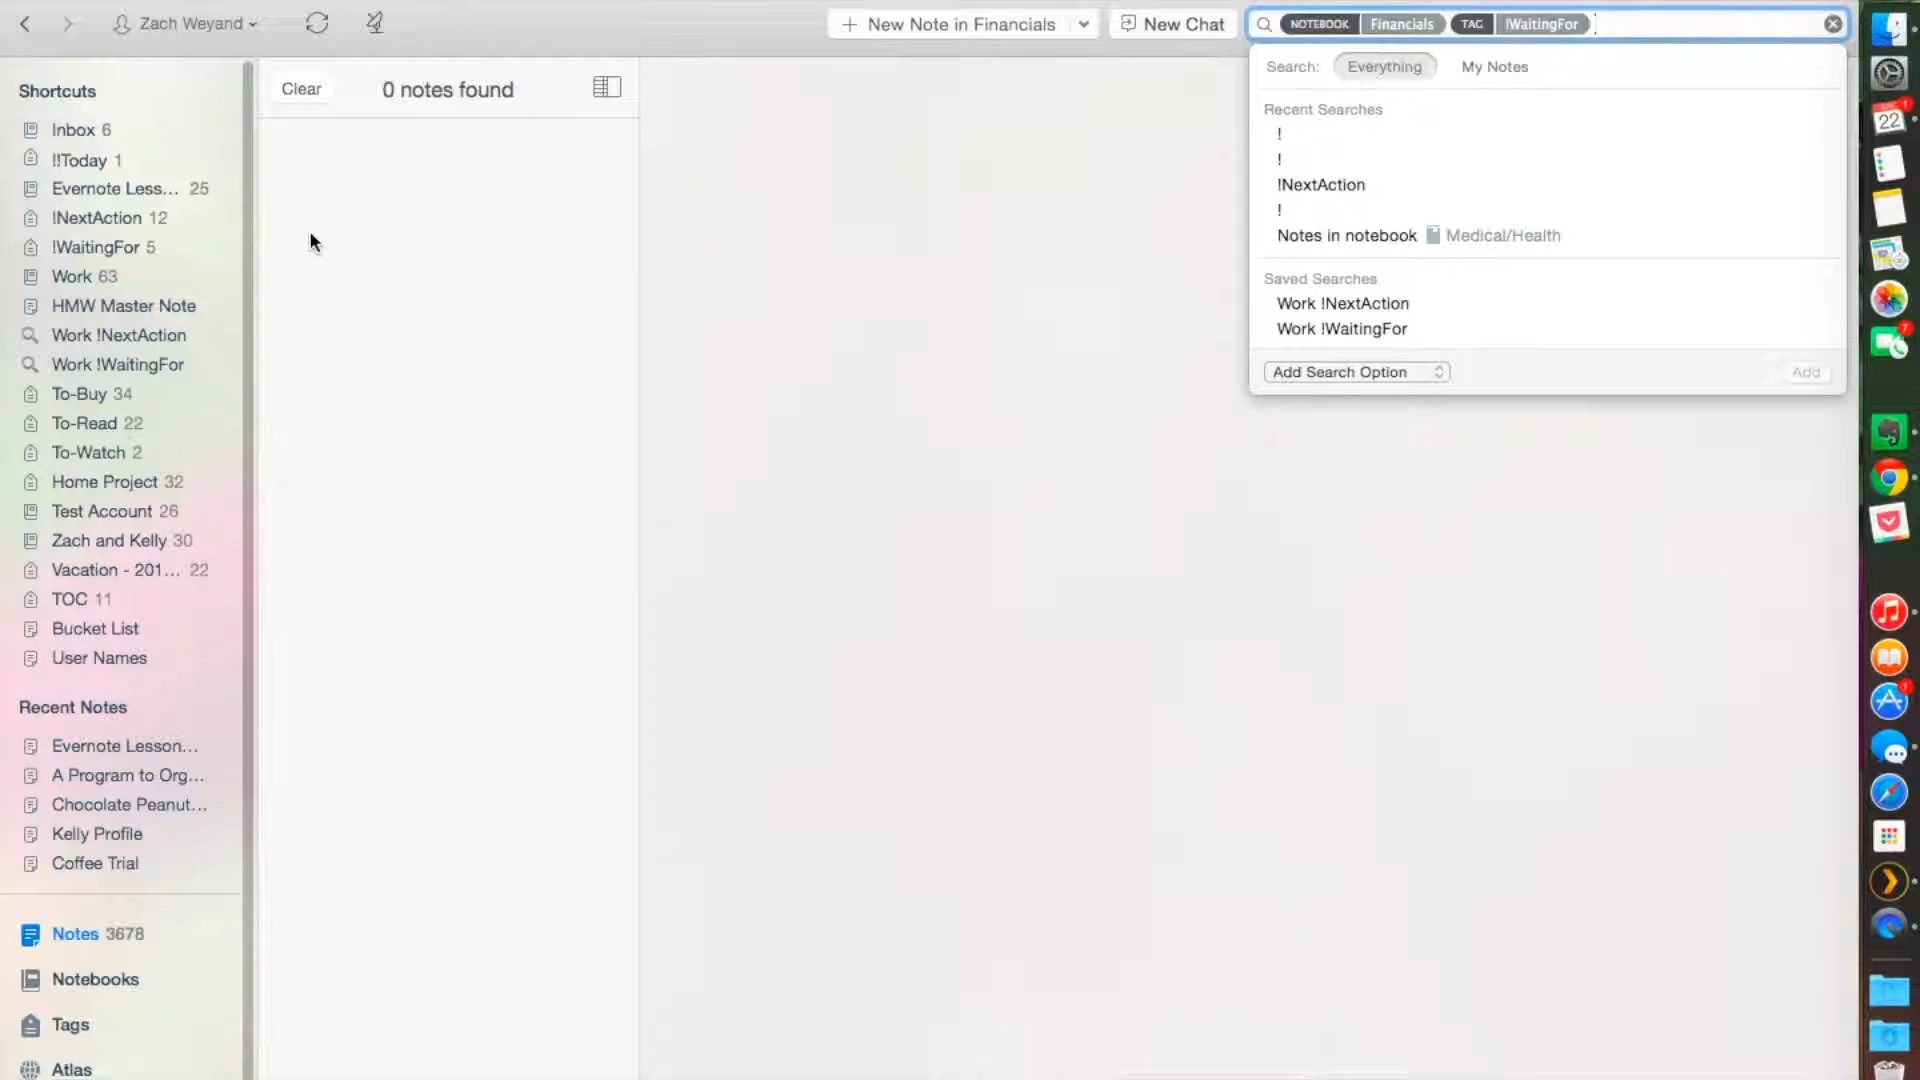 Zach Weyand
New Note in Financials
New Chat
NOTEBOOK Financials TAG !WaitingFor
Shortcuts
Inbox 6
!!Today 1
Evernote Less... 25
!NextAction 12
!WaitingFor 5
Work 63
HMW Master Note
Work !NextAction
Work !WaitingFor
To-Buy 34
To-Read 22
To-Watch 2
Home Project 32
Test Account 26
Zach and Kelly 30
Vacation - 201... 22
TOC 11
Bucket List
User Names
Recent Notes
Evernote Lesson...
A Program to Org...
Chocolate Peanut...
Kelly Profile
Coffee Trial
Notes 3678
Notebooks
Tags
Atlas
Clear
0 notes found
Search: Everything My Notes
Recent Searches
!
!
!NextAction
!
Notes in notebook Medical/Health
Saved Searches
Work !NextAction
Work !WaitingFor
Add Search Option
Add
1
22
7
1